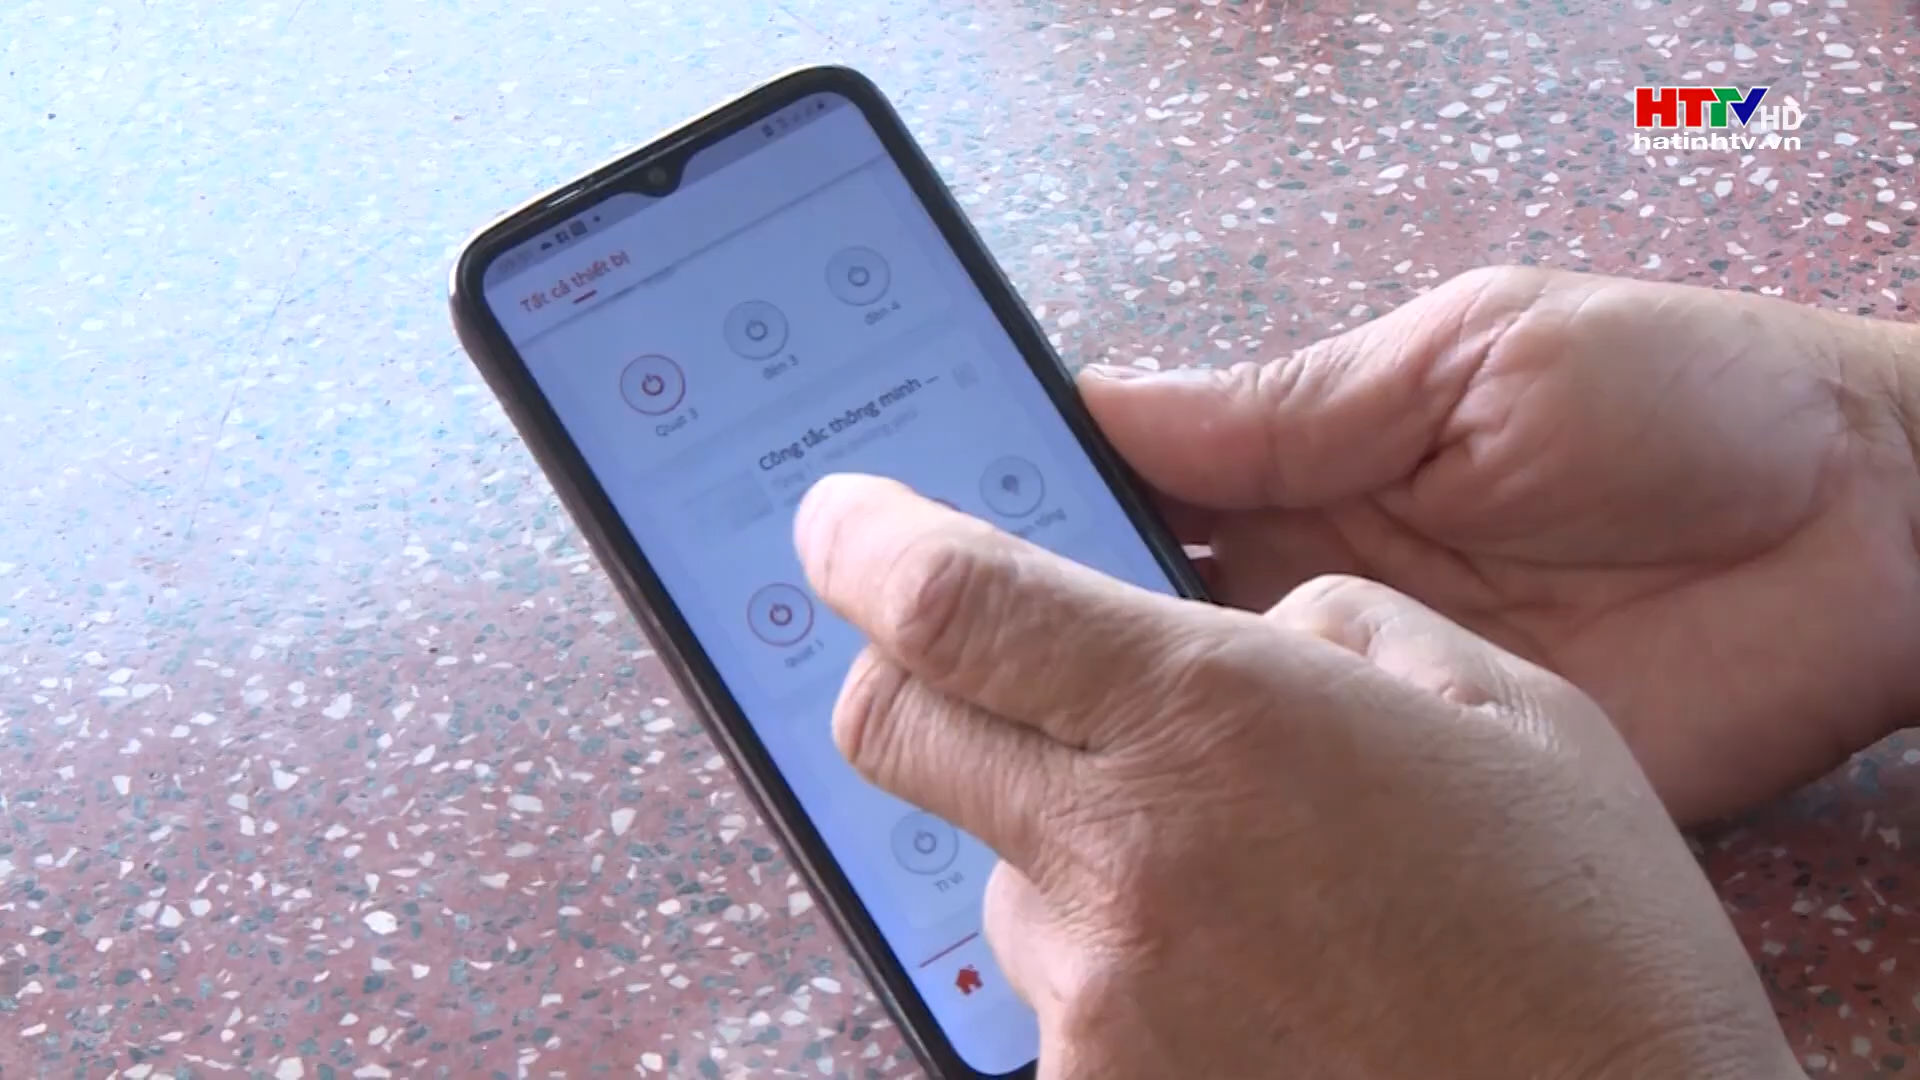 HTTV HD
hatinhtv.vn
Tất cả thiết bị
Quạt 3
đèn 3
đèn 4
Công tắc thông minh ...
quạt 1
Ti vi